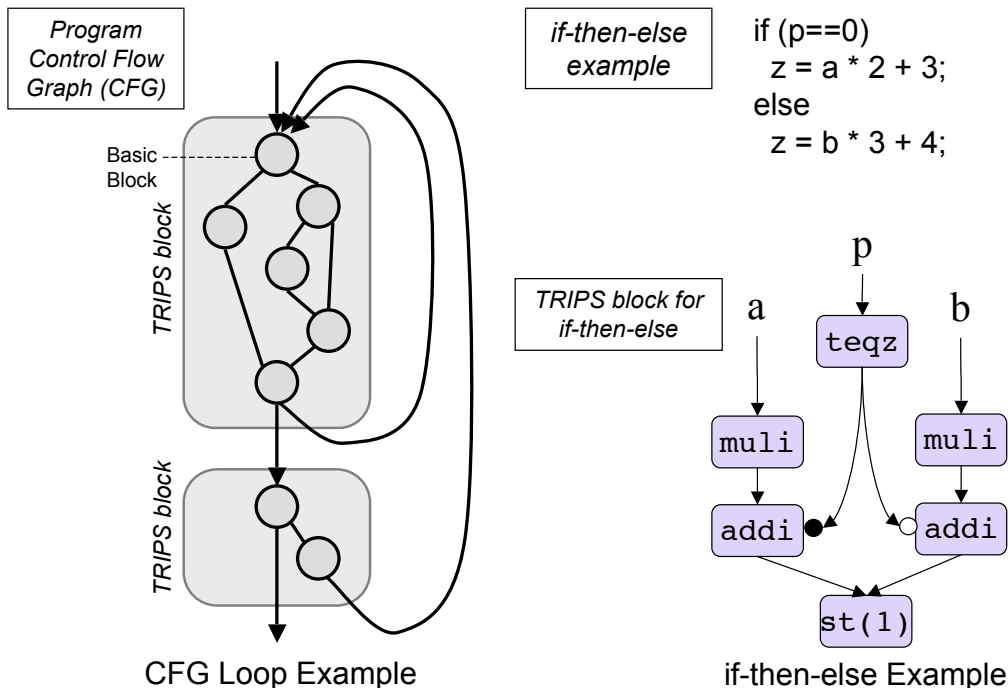 Program
Control Flow
Graph (CFG)
Basic
Block
TRIPS block
TRIPS block
CFG Loop Example
if-then-else
example
if (p==0)
z = a * 2 + 3;
else
z = b * 3 + 4;
TRIPS block for
if-then-else
p
a
b
teqz
muli
muli
addi
addi
st(1)
if-then-else Example